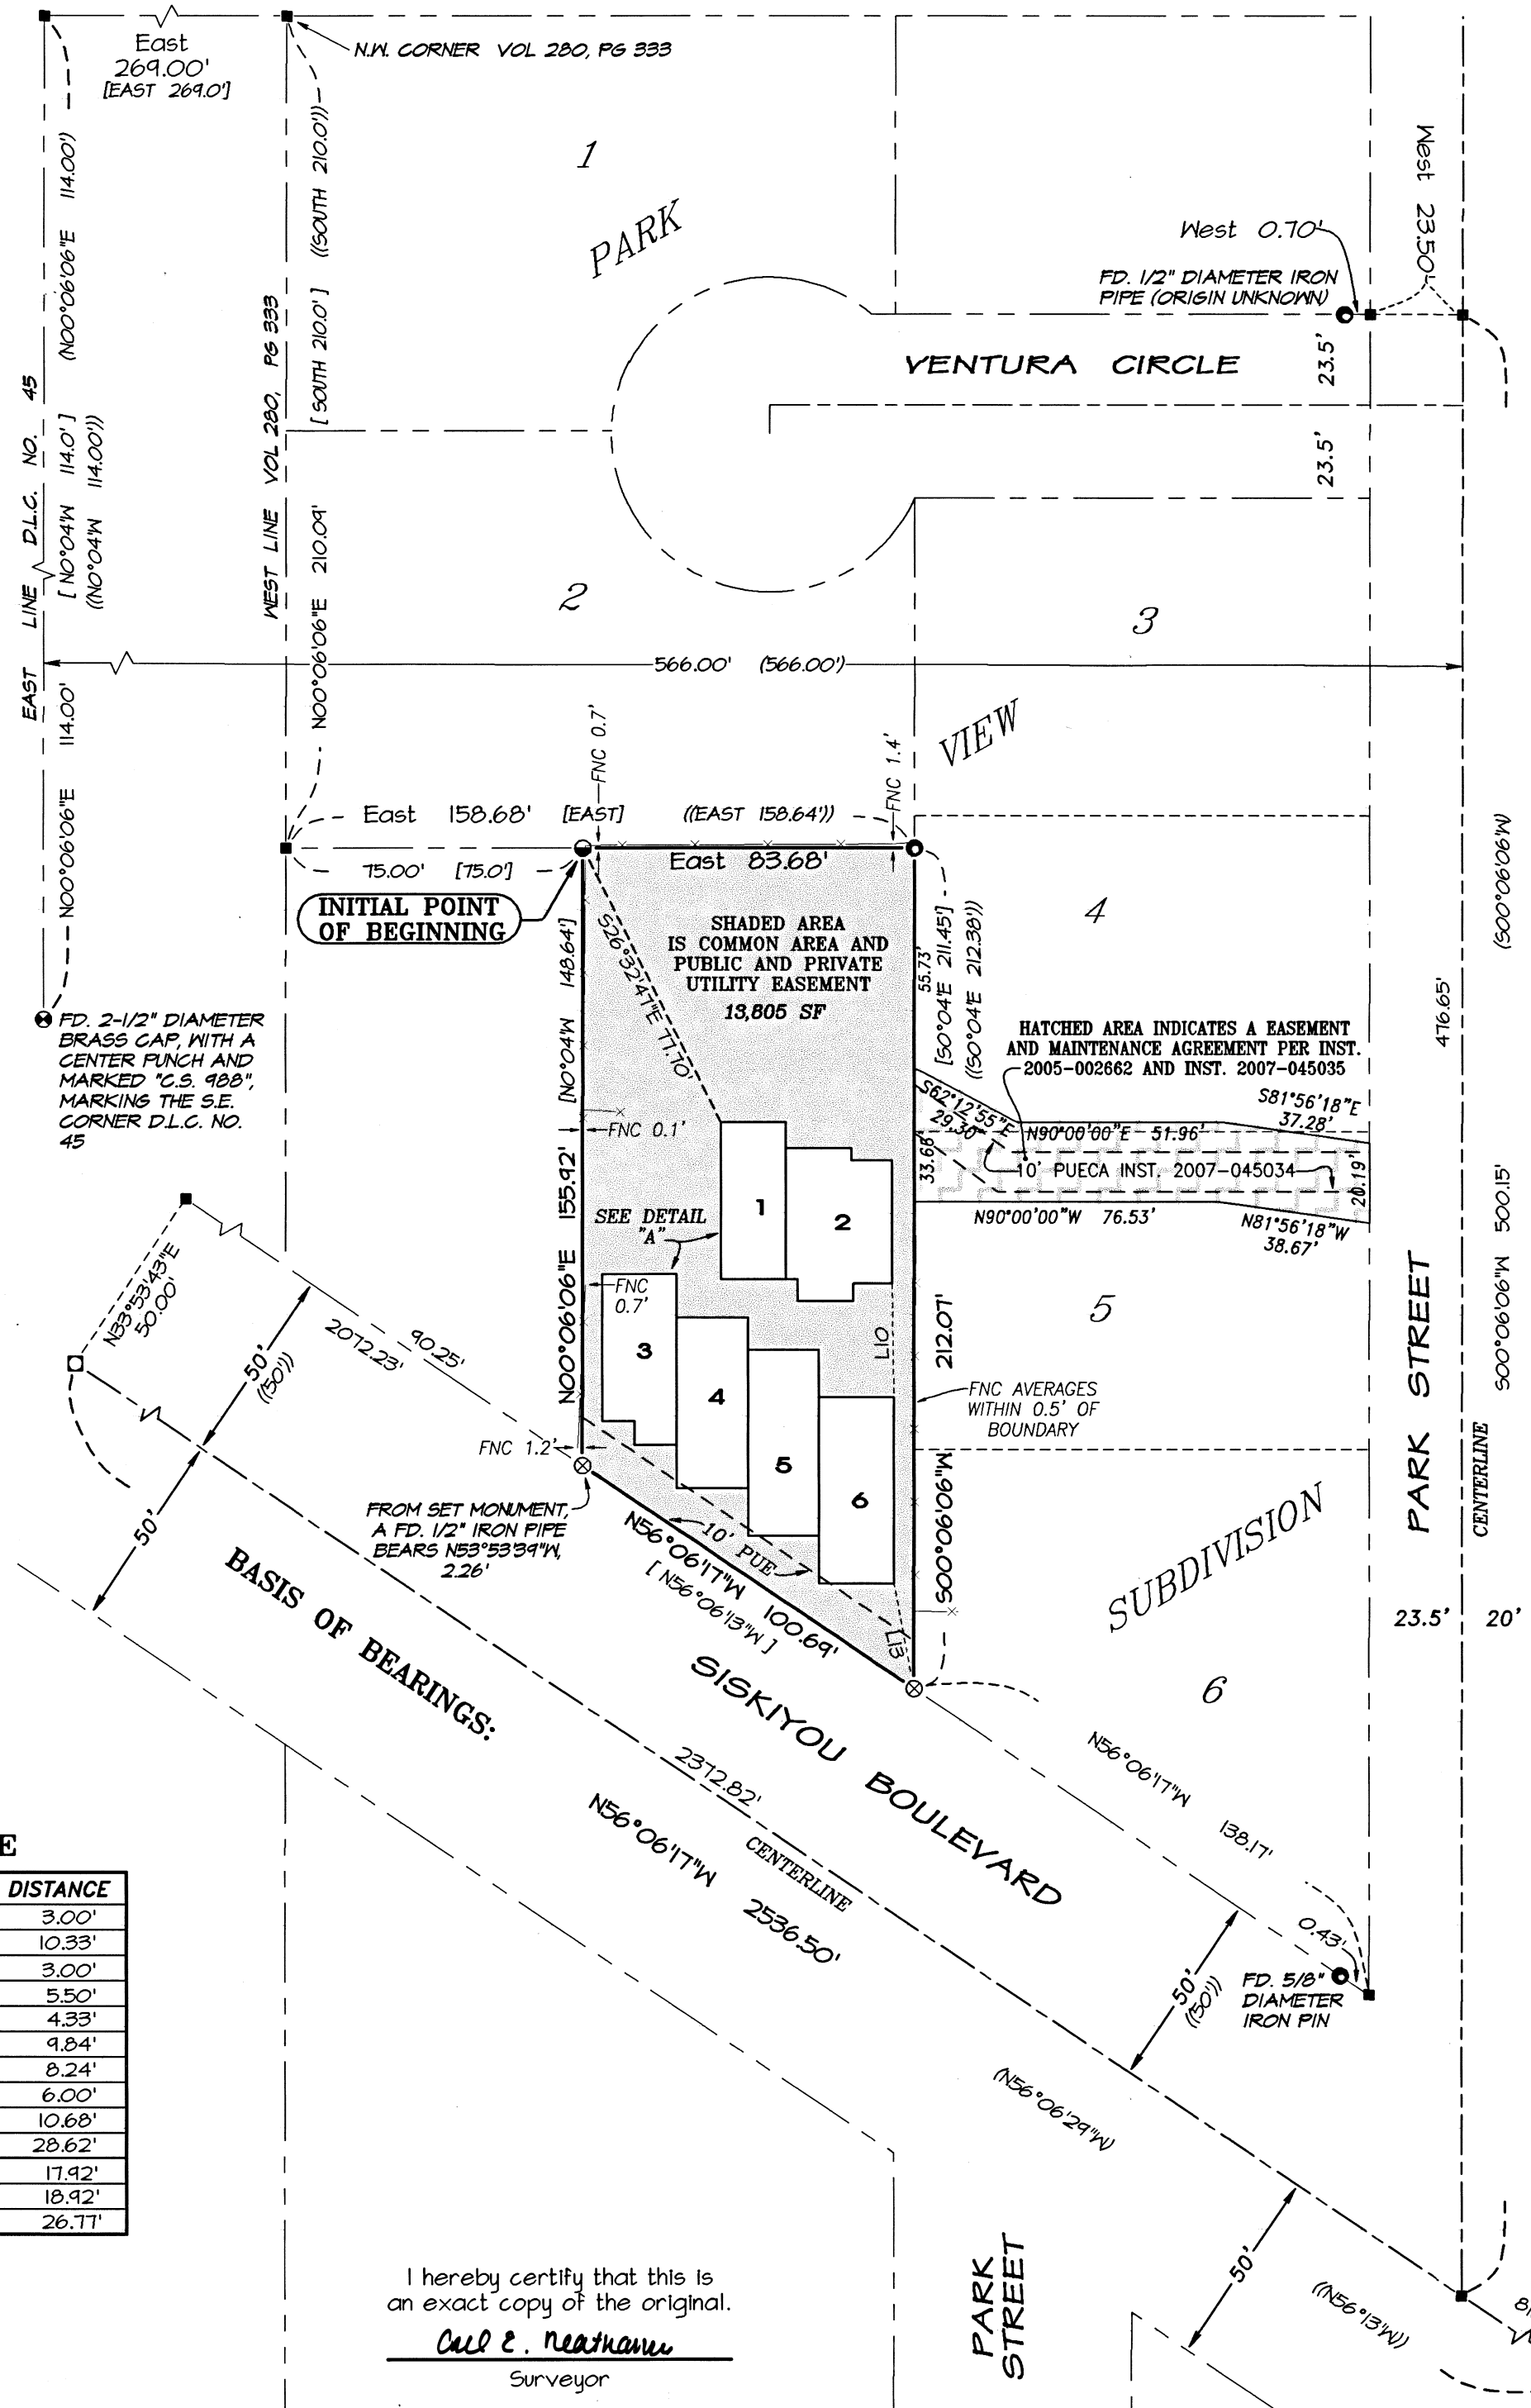 East
269.00'
[EAST 269.0']
N.W. CORNER VOL 280, PG 333
(N00°06'06"E 114.00')
[SOUTH 210.0'] ((SOUTH 210.0'))
1
PARK
West 23.50'
West 0.70'
FD. 1/2" DIAMETER IRON
PIPE (ORIGIN UNKNOWN)
VENTURA CIRCLE
23.5'
23.5'
EAST LINE D.L.C. NO. 45
[N0°04'W 114.0']
((N0°04'W 114.00'))
WEST LINE VOL 280, PG 333
N00°06'06"E 210.09'
2
3
566.00' (566.00')
N00°06'06"E 114.00'
FNC 0.7'
FNC 1.4'
VIEW
East 158.68' [EAST] ((EAST 158.64'))
75.00' [75.0']
East 83.68'
INITIAL POINT
OF BEGINNING
SHADED AREA
IS COMMON AREA AND
PUBLIC AND PRIVATE
UTILITY EASEMENT
13,805 SF
S26°32'47"E 77.70'
[N0°04'W 148.64']
55.73'
[S0°04'E 211.45']
((S0°04'E 212.38'))
4
(S00°06'06"W)
476.65'
S00°06'06"W 500.15'
FD. 2-1/2" DIAMETER
BRASS CAP, WITH A
CENTER PUNCH AND
MARKED "C.S. 988",
MARKING THE S.E.
CORNER D.L.C. NO.
45
HATCHED AREA INDICATES A EASEMENT
AND MAINTENANCE AGREEMENT PER INST.
2005-002662 AND INST. 2007-045035
S62°12'55"E
29.30'
N90°00'00"E 51.96'
S81°56'18"E
37.28'
33.68'
10' PUECA INST. 2007-045034
20.19'
N90°00'00"W 76.53'
N81°56'18"W
38.67'
FNC 0.1'
N00°06'06"E 155.92'
SEE DETAIL
"A"
1
2
FNC
0.7'
3
4
5
6
L10
212.07'
S00°06'06"W
5
FNC AVERAGES
WITHIN 0.5' OF
BOUNDARY
PARK STREET
CENTERLINE
N33°53'43"E
50.00'
50'
((50'))
2072.23'
90.25'
50'
FNC 1.2'
FROM SET MONUMENT,
A FD. 1/2" IRON PIPE
BEARS N53°53'39"W,
2.26'
10' PUE
N56°06'17"W 100.69'
[N56°06'13"W]
L13
SUBDIVISION
23.5'
20'
6
BASIS OF BEARINGS:
SISKIYOU BOULEVARD
N56°06'17"W 138.17'
2372.82'
CENTERLINE
N56°06'17"W 2536.50'
0.43'
50'
((50'))
FD. 5/8"
DIAMETER
IRON PIN
(N56°06'29"W)
50'
((N56°13'W))
E
DISTANCE
3.00'
10.33'
3.00'
5.50'
4.33'
9.84'
8.24'
6.00'
10.68'
28.62'
17.92'
18.92'
26.77'
PARK
STREET
I hereby certify that this is
an exact copy of the original.
Surveyor